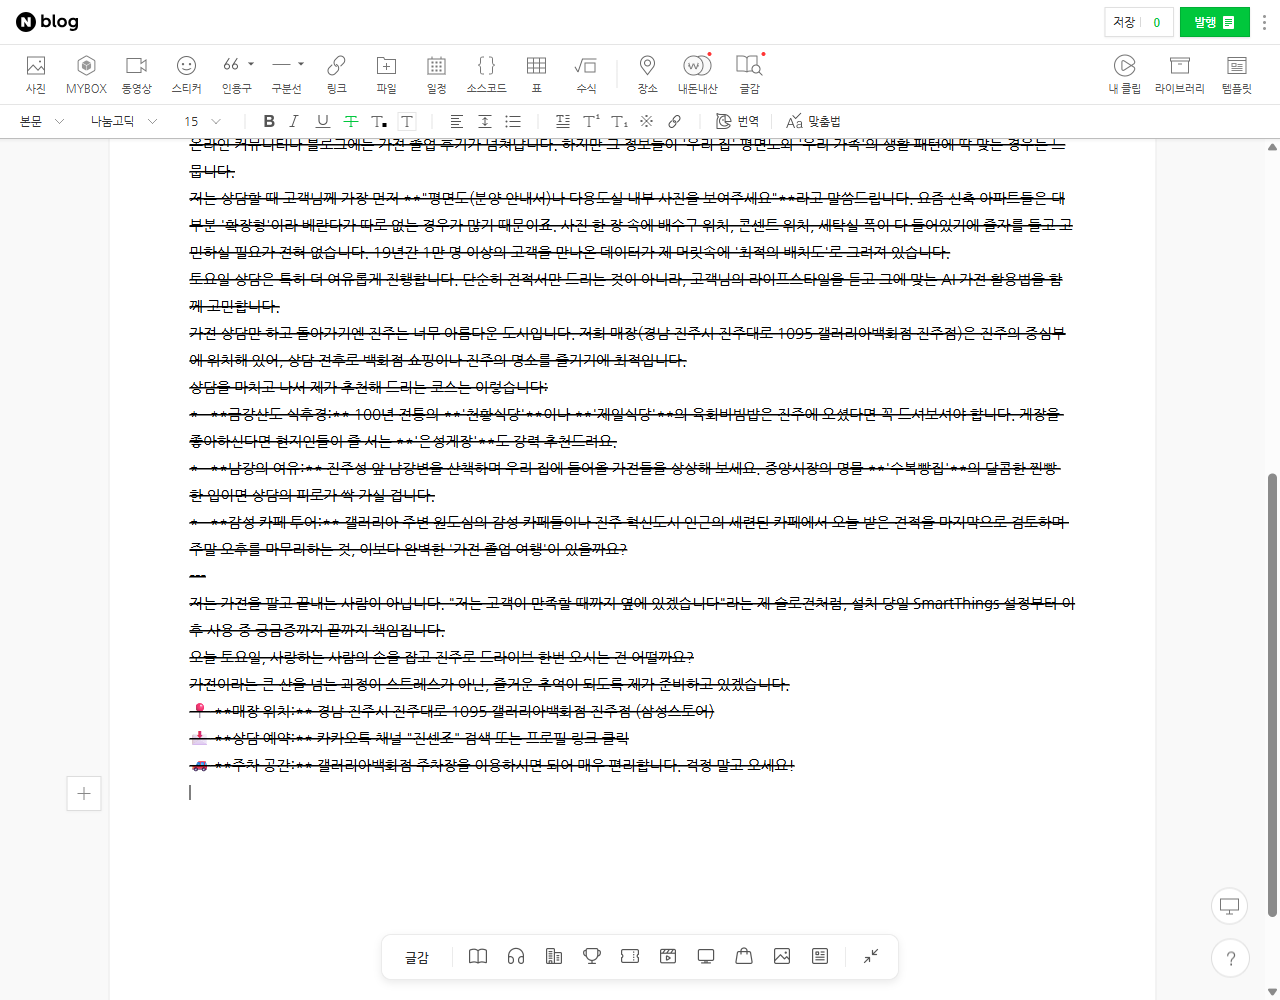 N blog
저장 0
발행
사진
MYBOX
동영상
스티커
인용구
구분선
링크
파일
일정
소스코드
표
수식
장소
내돈내산
글감
내 클립
라이브러리
템플릿
본문
나눔고딕
15
번역
맞춤법
온라인 커뮤니티나 블로그에는 가전 졸업 후기가 넘쳐납니다. 하지만 그 정보들이 '우리 집' 평면도와 '우리 가족'의 생활 패턴에 딱 맞는 경우는 드
뭅니다.
저는 상담할 때 고객님께 가장 먼저 **"평면도(분양 안내서)나 다용도실 내부 사진을 보여주세요"**라고 말씀드립니다. 요즘 신축 아파트들은 대
부분 '확장형'이라 베란다가 따로 없는 경우가 많기 때문이죠. 사진 한 장 속에 배수구 위치, 콘센트 위치, 세탁실 폭이 다 들어있기에 줄자를 들고 고
민하실 필요가 전혀 없습니다. 19년간 1만 명 이상의 고객을 만나온 데이터가 제 머릿속에 '최적의 배치도'로 그려져 있습니다.
토요일 상담은 특히 더 여유롭게 진행합니다. 단순히 견적서만 드리는 것이 아니라, 고객님의 라이프스타일을 듣고 그에 맞는 AI 가전 활용법을 함
께 고민합니다.
가전 상담만 하고 돌아가기엔 진주는 너무 아름다운 도시입니다. 저희 매장(경남 진주시 진주대로 1095 갤러리아백화점 진주점)은 진주의 중심부
에 위치해 있어, 상담 전후로 백화점 쇼핑이나 진주의 명소를 즐기기에 최적입니다.
상담을 마치고 나서 제가 추천해 드리는 코스는 이렇습니다:
* **금강산도 식후경:** 100년 전통의 **'천황식당'**이나 **'제일식당'**의 육회비빔밥은 진주에 오셨다면 꼭 드셔보셔야 합니다. 게장을
좋아하신다면 현지인들이 줄 서는 **'은성게장'**도 강력 추천드려요.
* **남강의 여유:** 진주성 앞 남강변을 산책하며 우리 집에 들어올 가전들을 상상해 보세요. 중앙시장의 명물 **'수복빵집'**의 달콤한 찐빵
한 입이면 상담의 피로가 싹 가실 겁니다.
* **감성 카페 투어:** 갤러리아 주변 원도심의 감성 카페들이나 진주 혁신도시 인근의 세련된 카페에서 오늘 받은 견적을 마지막으로 검토하며
주말 오후를 마무리하는 것, 이보다 완벽한 '가전 졸업 여행'이 있을까요?
---
저는 가전을 팔고 끝내는 사람이 아닙니다. "저는 고객이 만족할 때까지 옆에 있겠습니다"라는 제 슬로건처럼, 설치 당일 SmartThings 설정부터 이
후 사용 중 궁금증까지 끝까지 책임집니다.
오늘 토요일, 사랑하는 사람의 손을 잡고 진주로 드라이브 한번 오시는 건 어떨까요?
가전이라는 큰 산을 넘는 과정이 스트레스가 아닌, 즐거운 추억이 되도록 제가 준비하고 있겠습니다.
📍 **매장 위치:** 경남 진주시 진주대로 1095 갤러리아백화점 진주점 (삼성스토어)
📩 **상담 예약:** 카카오톡 채널 "진센조" 검색 또는 프로필 링크 클릭
🚗 **주차 공간:** 갤러리아백화점 주차장을 이용하시면 되어 매우 편리합니다. 걱정 말고 오세요!
글감